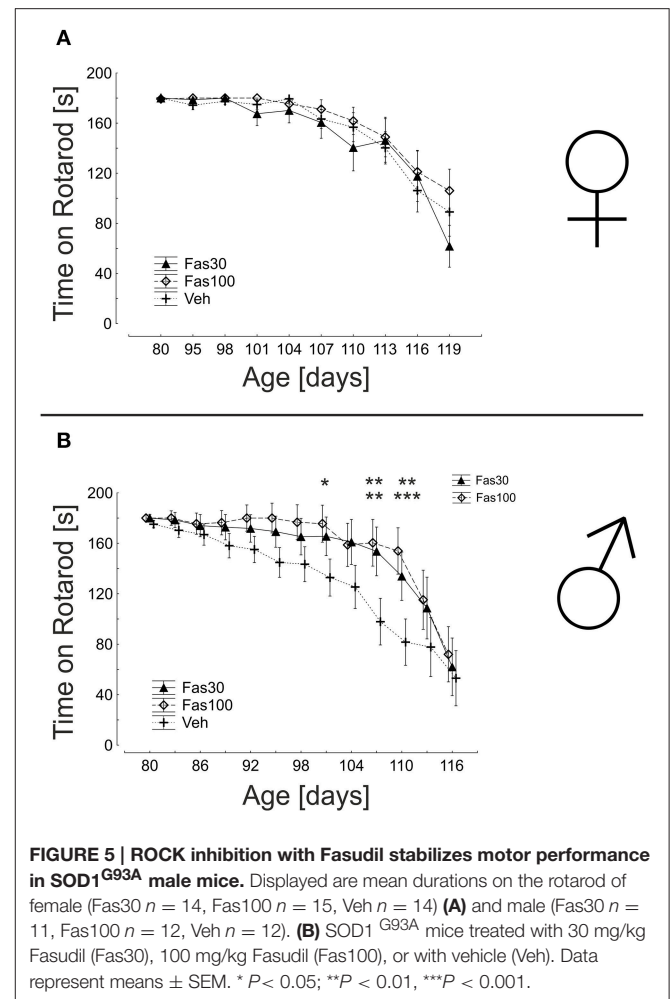 A
200
160
120
80
40
0
Time on Rotarod [s]
Fas30
Fas100
Veh
80 95 98 101 104 107 110 113 116 119
Age [days]
B
* ** **
** ***
Fas30
Fas100
200
160
120
80
40
0
Time on Rotarod [s]
Fas30
Fas100
Veh
80 86 92 98 104 110 116
Age [days]
FIGURE 5 | ROCK inhibition with Fasudil stabilizes motor performance
in SOD1G93A male mice. Displayed are mean durations on the rotarod of
female (Fas30 n = 14, Fas100 n = 15, Veh n = 14) (A) and male (Fas30 n =
11, Fas100 n = 12, Veh n = 12). (B) SOD1 G93A mice treated with 30 mg/kg
Fasudil (Fas30), 100 mg/kg Fasudil (Fas100), or with vehicle (Veh). Data
represent means ± SEM. * P< 0.05; **P < 0.01, ***P < 0.001.